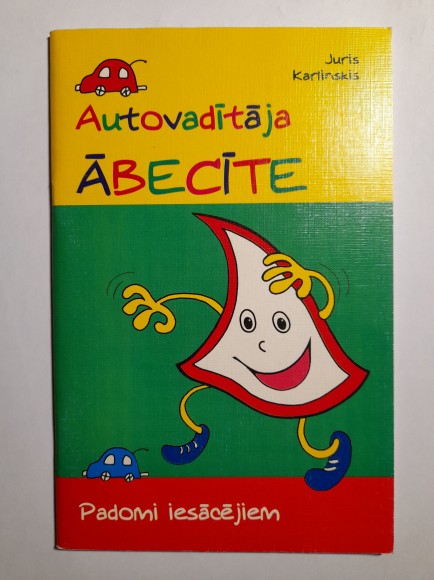 Juris
Karlinskis
Autovadītāja
ĀBECĪTE
Padomi iesācējiem